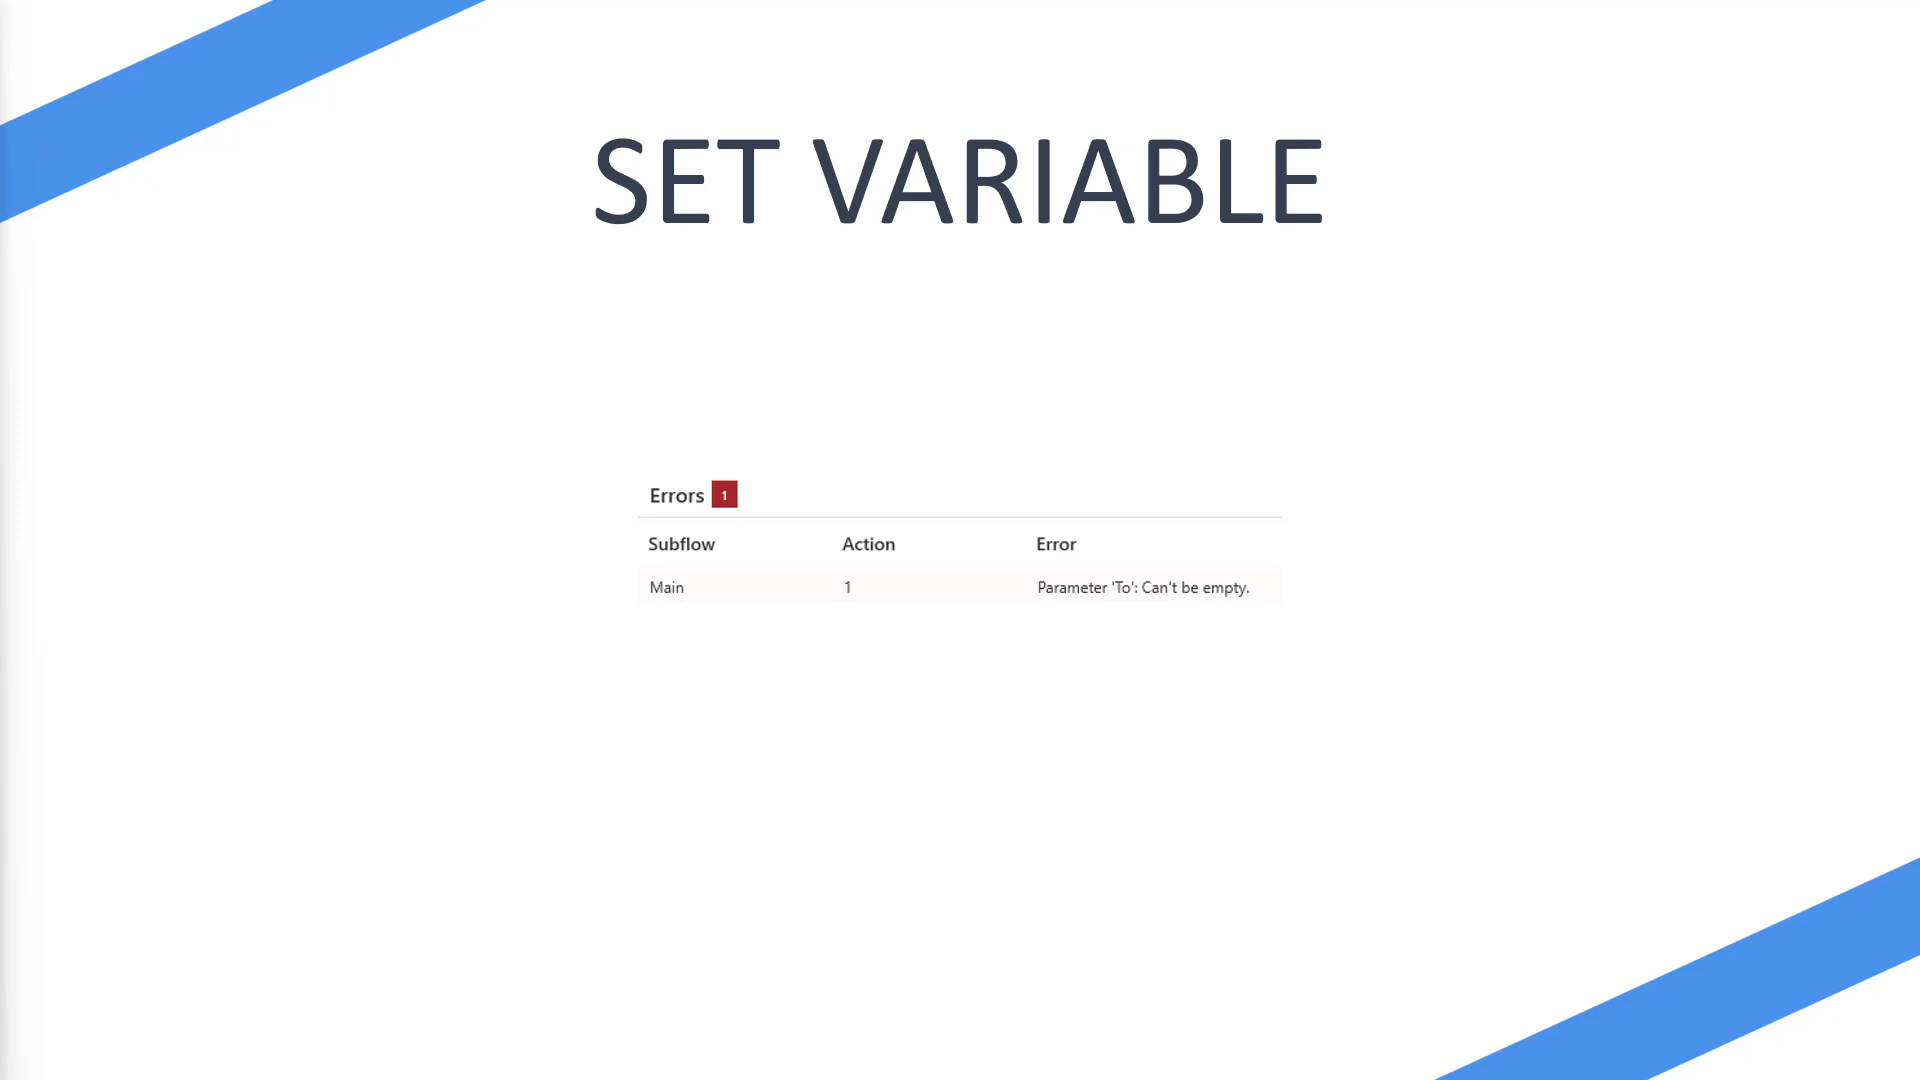 SET VARIABLE
Errors 1
Subflow Action Error
Main 1 Parameter 'To': Can't be empty.